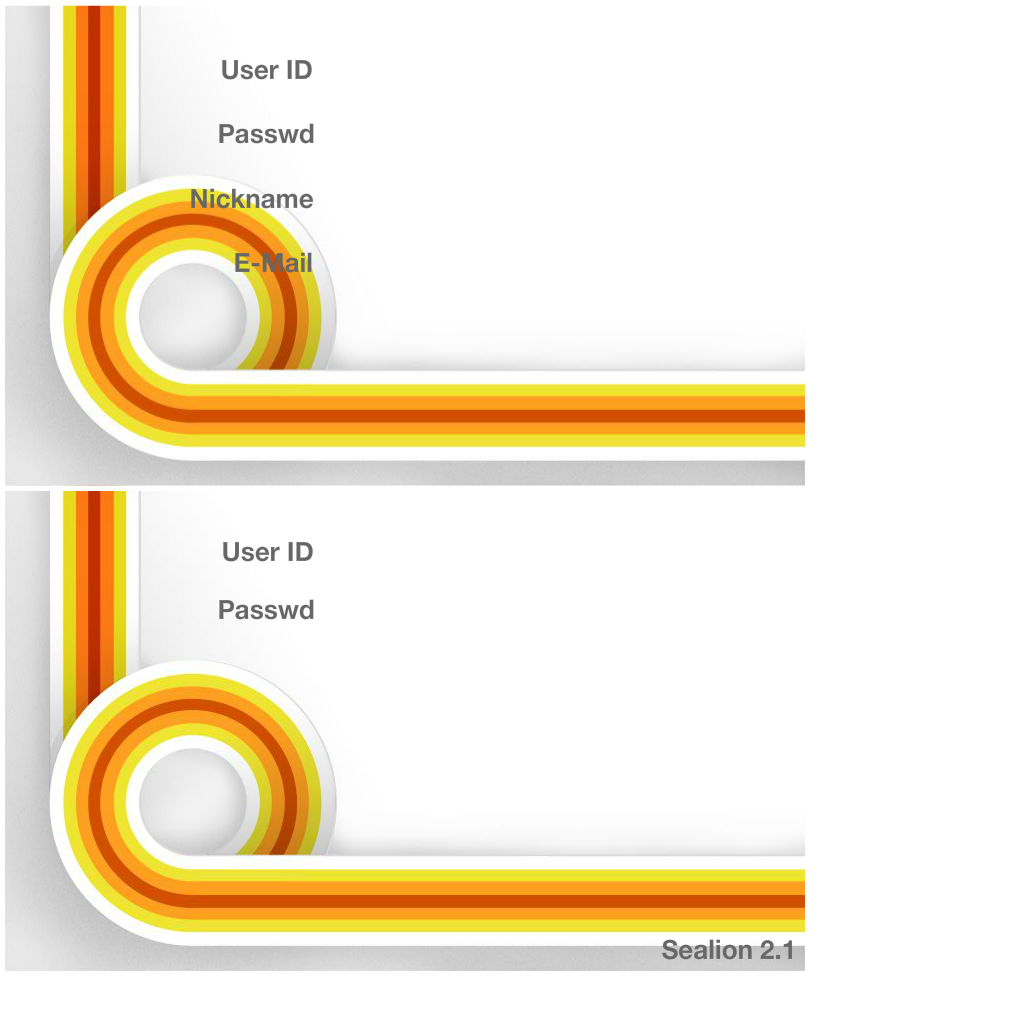 User ID
Passwd
Nickname
E-Mail
User ID
Passwd
Sealion 2.1